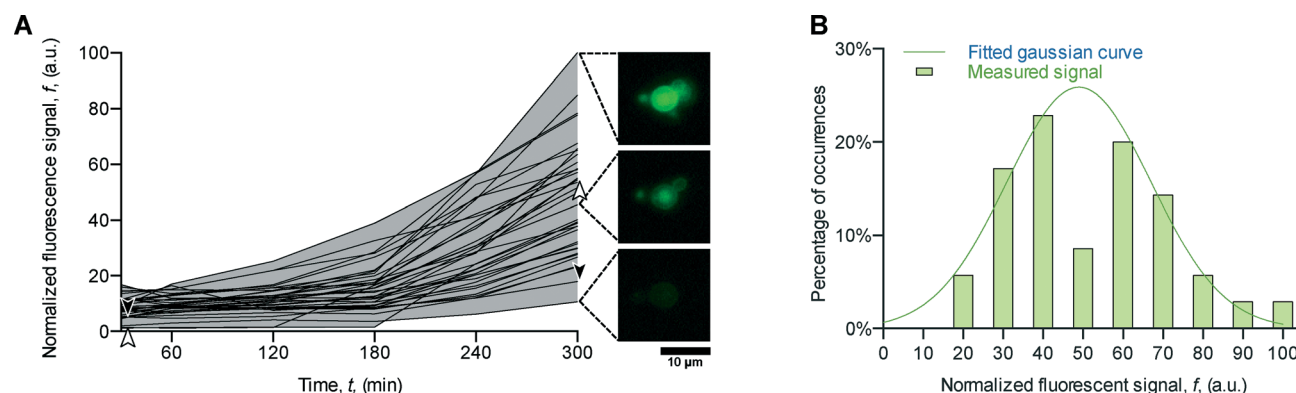 A
Normalized fluorescence signal, f, (a.u.)
100
80
60
40
20
0
60
120
180
240
300
Time, t, (min)
10 µm
B
Percentage of occurrences
30%
20%
10%
0%
Fitted gaussian curve
Measured signal
0
10
20
30
40
50
60
70
80
90
100
Normalized fluorescent signal, f, (a.u.)